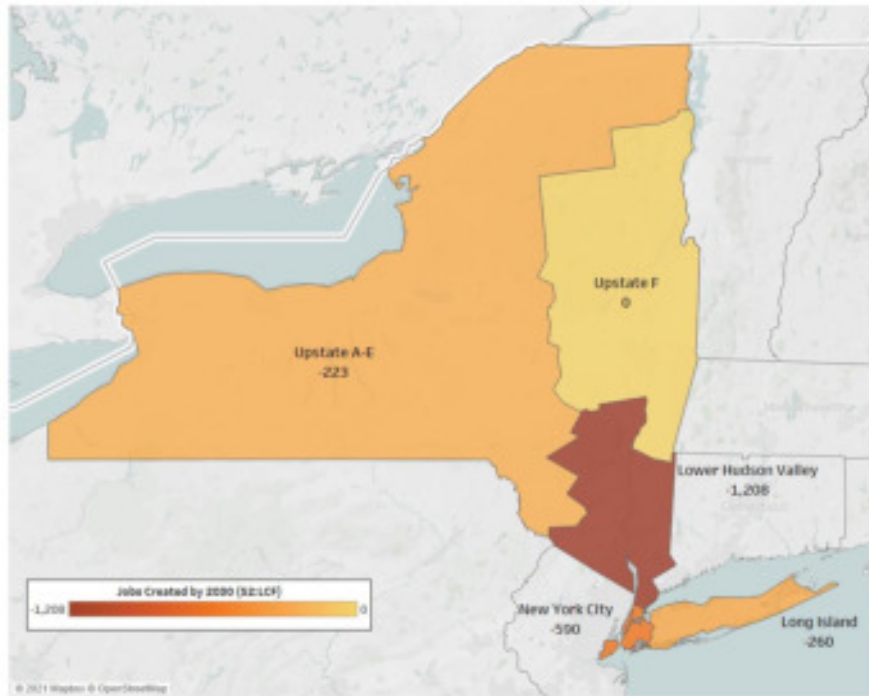 Upstate F
0
Upstate A-E
-223
Lower Hudson Valley
-1,208
Jobs Created by 2030 (S2:LCF)
-1,208 0
New York City
-590
Long Island
-260
© 2021 Mapbox © OpenStreetMap